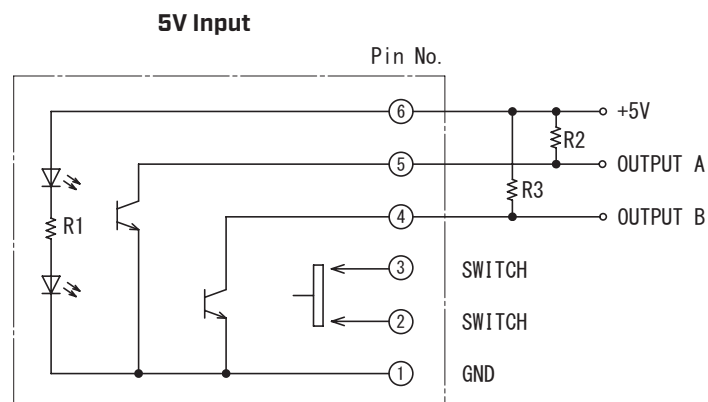 5V Input
Pin No.
6
+5V
R2
5
OUTPUT A
R3
R1
4
OUTPUT B
3
SWITCH
2
SWITCH
1
GND